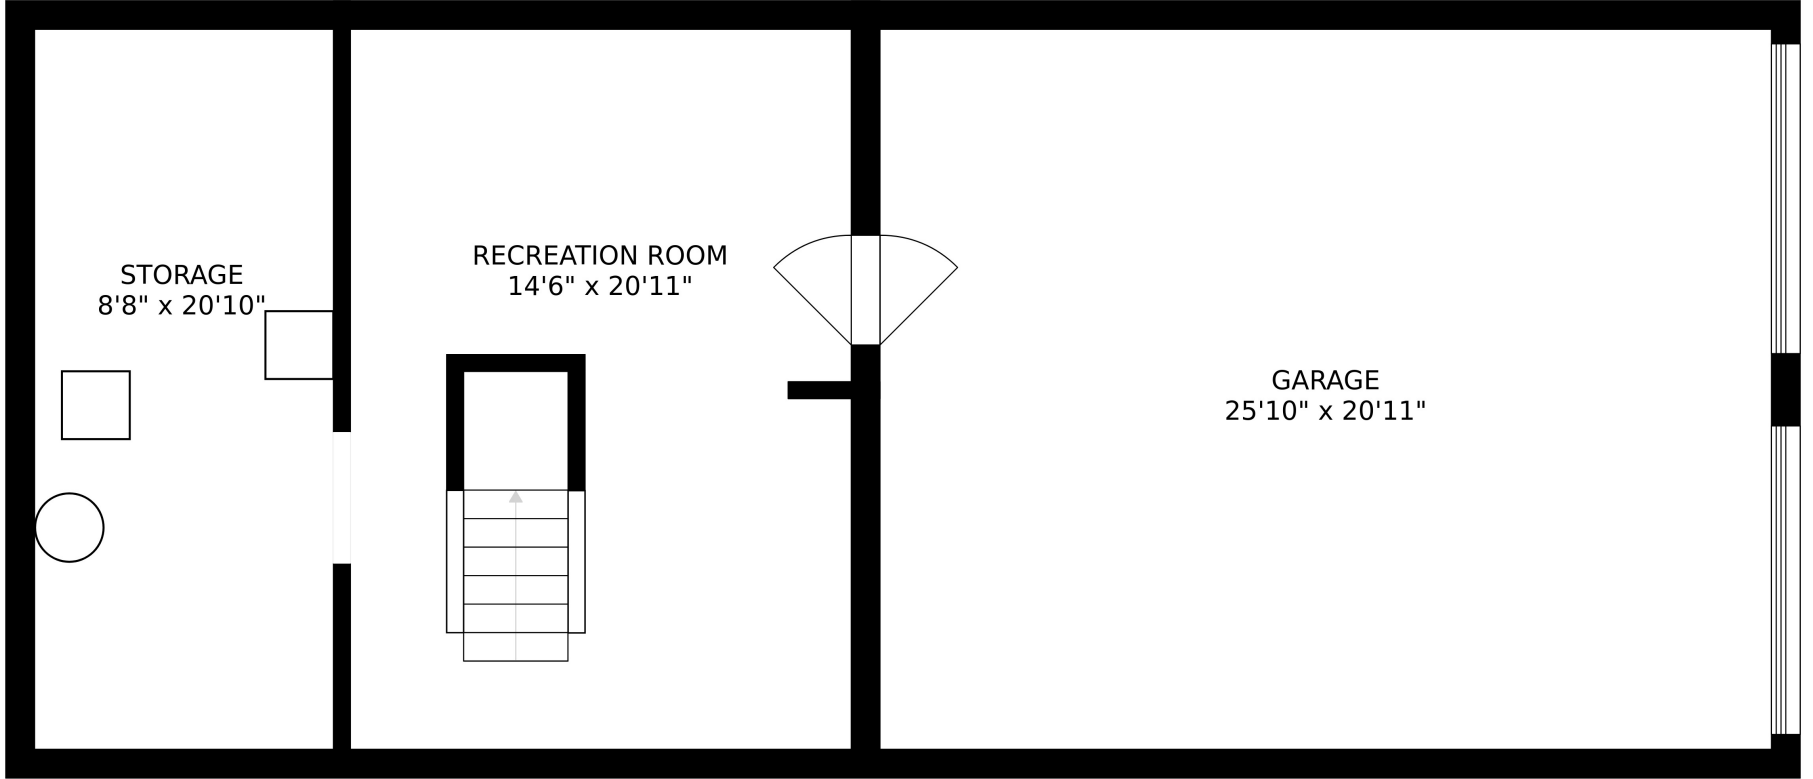 STORAGE
8'8" x 20'10"
RECREATION ROOM
14'6" x 20'11"
GARAGE
25'10" x 20'11"